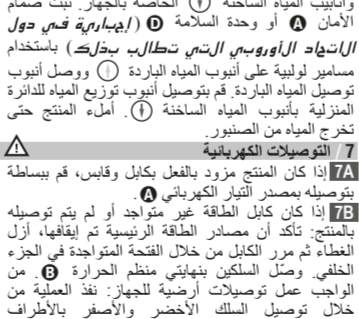 وأنابيب المياه الساخنة الخاصة بالجهاز. ثبت صمام
الأمان A أو وحدة السلامة D (إجبارية في دول
الاتحاد الأوروبي التي تطالب بذلك) باستخدام
مسامير لولبية على أنبوب المياه الباردة ووصل أنبوب
توصيل المياه الباردة. قم بتوصيل أنبوب توزيع المياه للدائرة
المنزلية بأنبوب المياه الساخنة. أملء المنتج حتى
تخرج المياه من الصنبور.
7 / التوصيلات الكهربائية
7A إذا كان المنتج مزود بالفعل بكابل وقابس، قم ببساطة
بتوصيله بمصدر التيار الكهربائي A.
7B إذا كان كابل الطاقة غير متواجد أو لم يتم توصيله
بالمنتج: تأكد أن مصادر الطاقة الرئيسية تم إيقافها، أزل
الغطاء ثم مرر الكابل من خلال الفتحة المتواجدة في الجزء
الخلفي. وصّل السلكين بنهايتي منظم الحرارة B. من
الواجب عمل توصيلات أرضية للجهاز: نفذ العملية من
خلال توصيل السلك الأخضر والأصفر بالأطراف